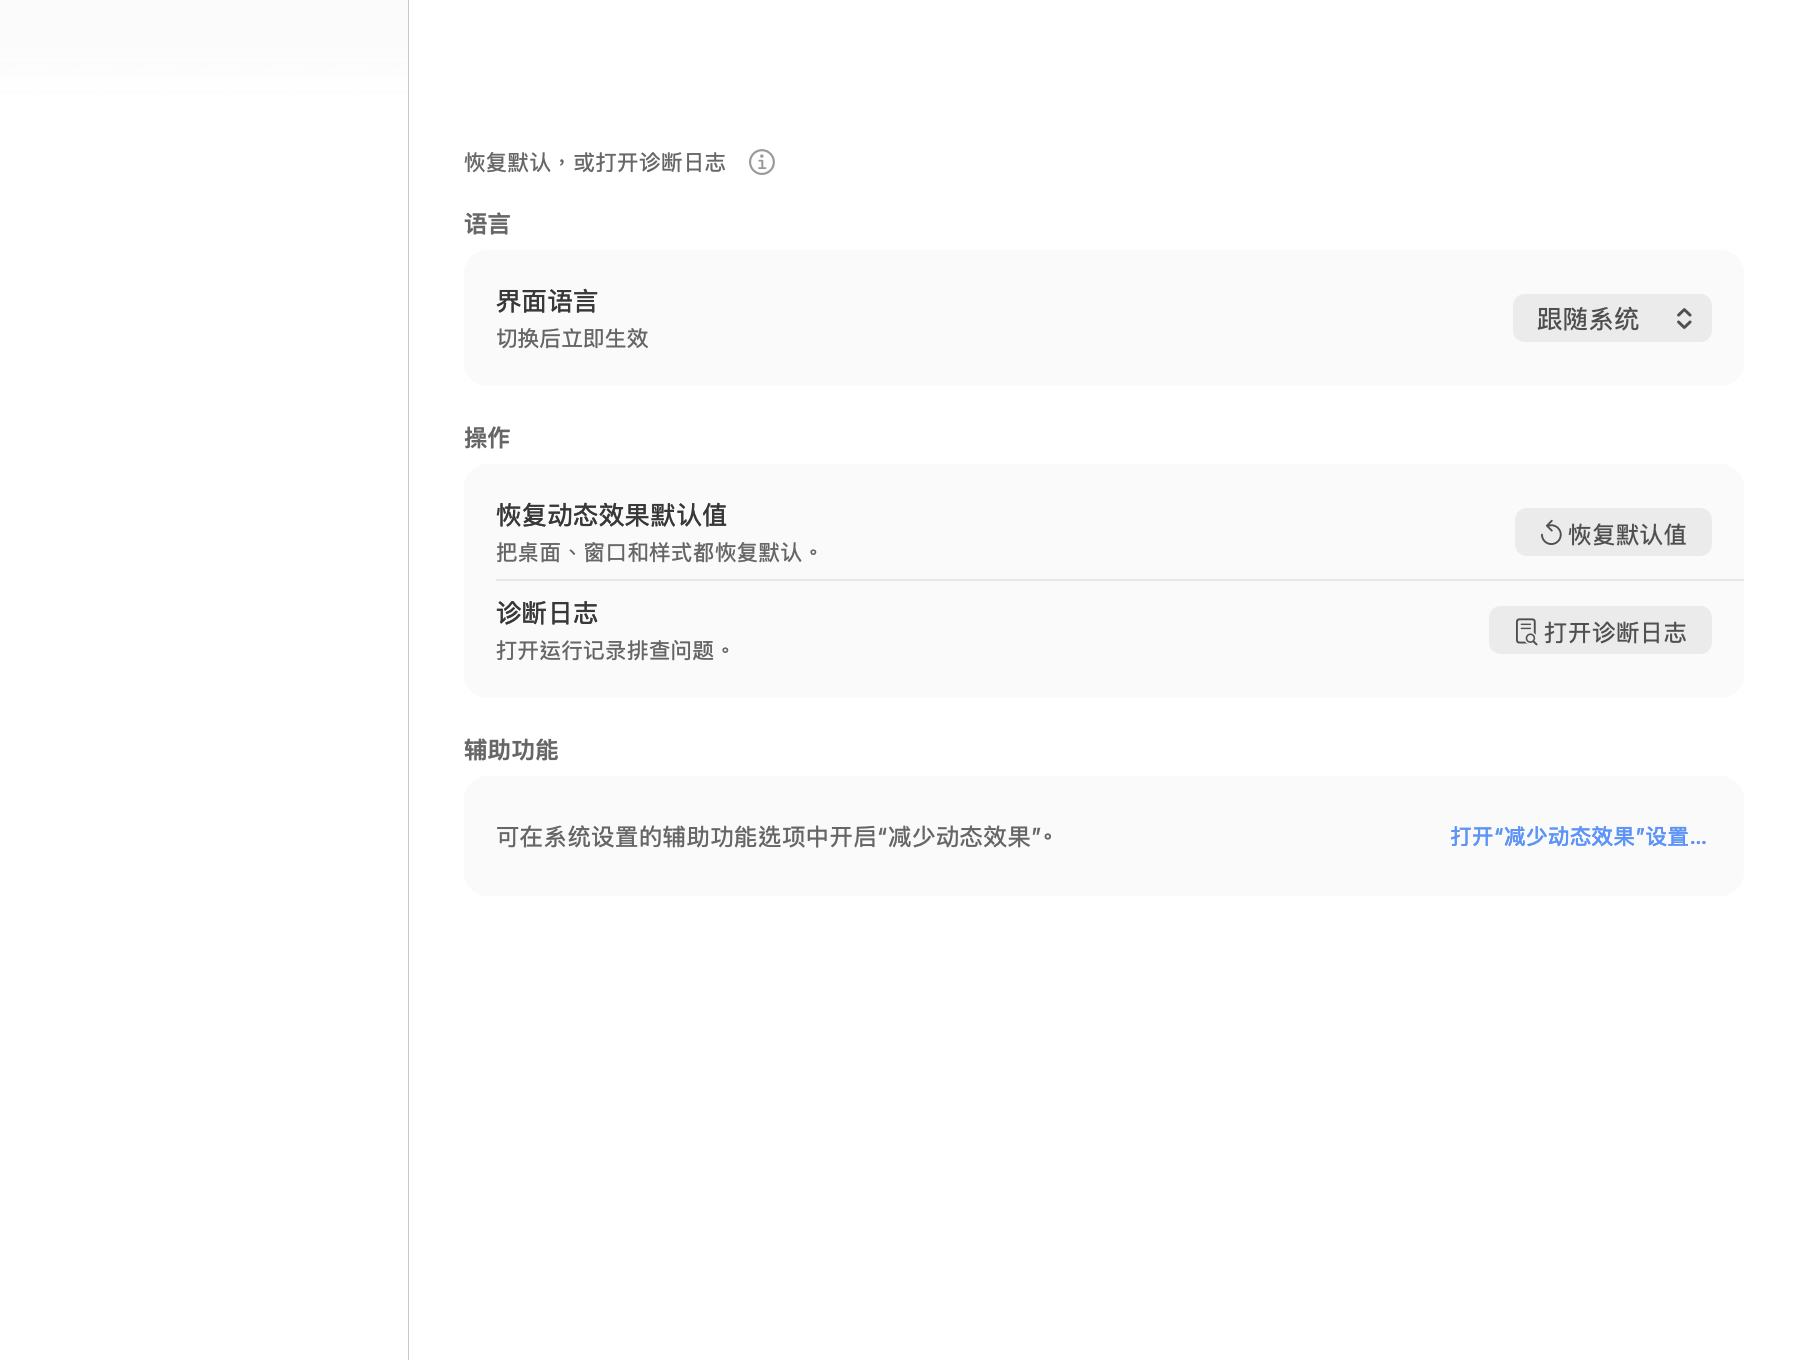 恢复默认，或打开诊断日志
语言
界面语言
切换后立即生效
跟随系统
操作
恢复动态效果默认值
把桌面、窗口和样式都恢复默认。
恢复默认值
诊断日志
打开运行记录排查问题。
打开诊断日志
辅助功能
可在系统设置的辅助功能选项中开启“减少动态效果”。
打开“减少动态效果”设置...